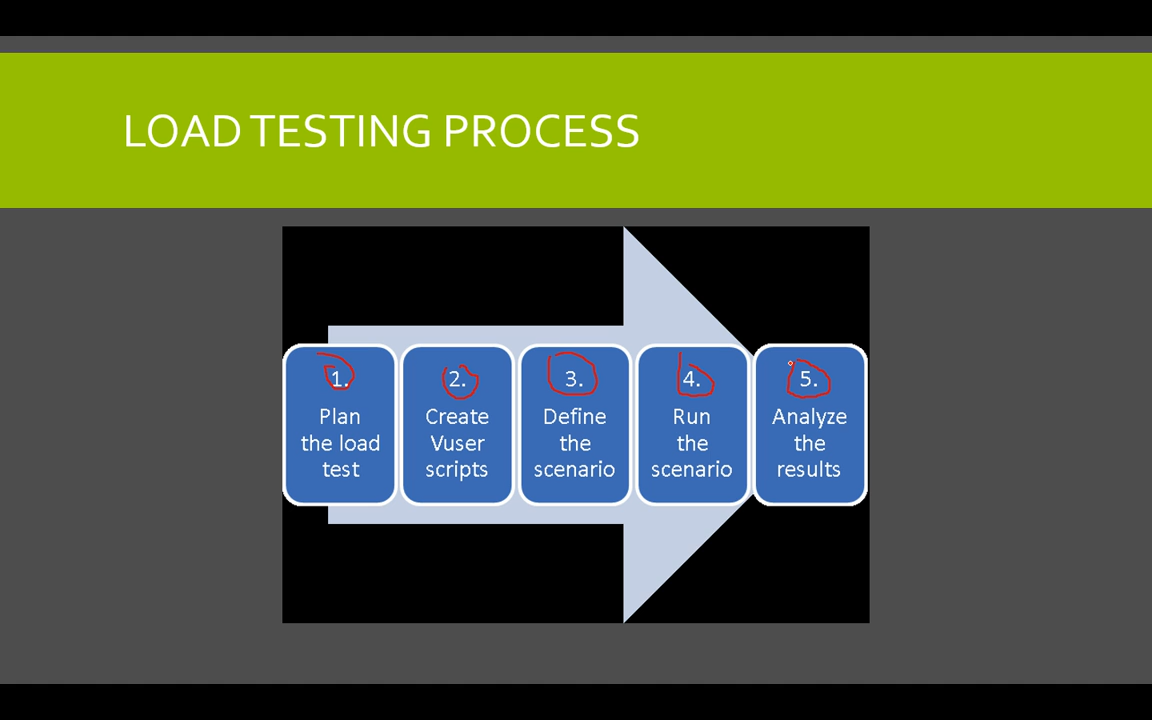 LOAD TESTING PROCESS
1.
Plan
the load
test
2.
Create
Vuser
scripts
3.
Define
the
scenario
4.
Run
the
scenario
5.
Analyze
the
results